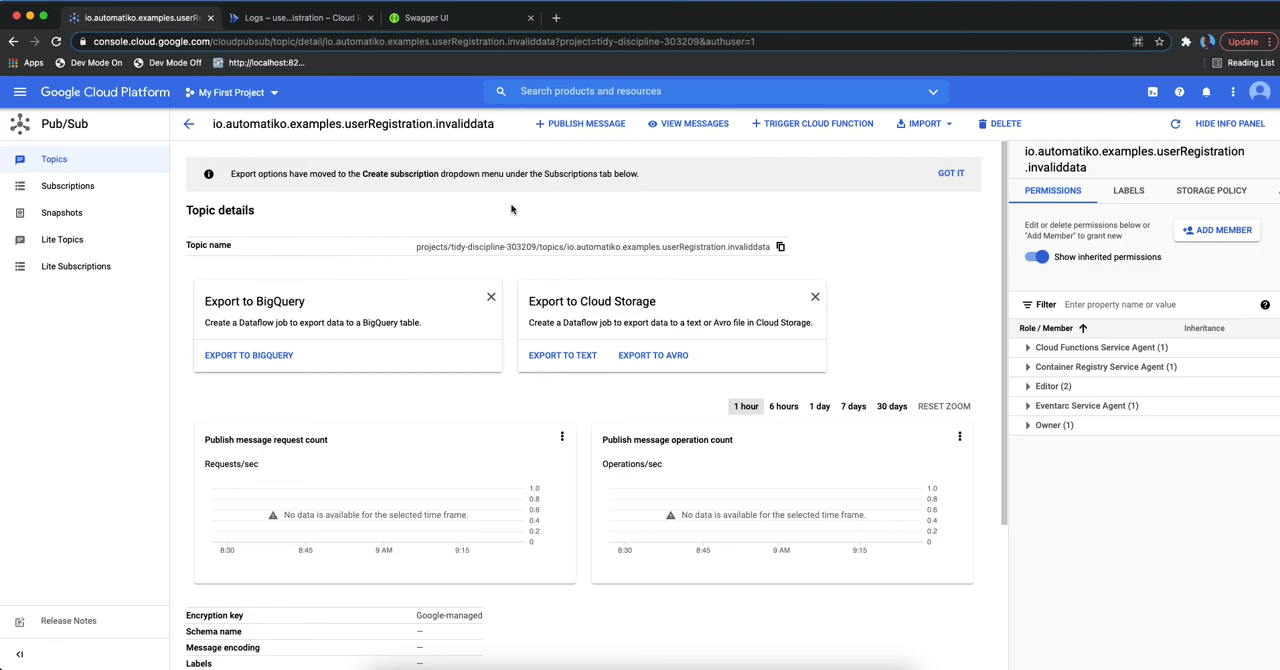 io.automatiko.examples.userR
Logs – use...istration – Cloud R
Swagger UI
console.cloud.google.com/cloudpubsub/topic/detail/io.automatiko.examples.userRegistration.invaliddata?project=tidy-discipline-303209&authuser=1
Update
Apps
Dev Mode On
Dev Mode Off
http://localhost:82...
Reading List
Google Cloud Platform
My First Project
Search products and resources
Pub/Sub
io.automatiko.examples.userRegistration.invaliddata
PUBLISH MESSAGE
VIEW MESSAGES
TRIGGER CLOUD FUNCTION
IMPORT
DELETE
HIDE INFO PANEL
Topics
Subscriptions
Snapshots
Lite Topics
Lite Subscriptions
Release Notes
Export options have moved to the Create subscription dropdown menu under the Subscriptions tab below.
GOT IT
Topic details
Topic name
projects/tidy-discipline-303209/topics/io.automatiko.examples.userRegistration.invaliddata
Export to BigQuery
Create a Dataflow job to export data to a BigQuery table.
EXPORT TO BIGQUERY
Export to Cloud Storage
Create a Dataflow job to export data to a text or Avro file in Cloud Storage.
EXPORT TO TEXT
EXPORT TO AVRO
1 hour
6 hours
1 day
7 days
30 days
RESET ZOOM
Publish message request count
Requests/sec
1.0
0.8
0.6
0.4
0.2
0
No data is available for the selected time frame.
8:30
8:45
9 AM
9:15
Publish message operation count
Operations/sec
1.0
0.8
0.6
0.4
0.2
0
No data is available for the selected time frame.
8:30
8:45
9 AM
9:15
Encryption key
Google-managed
Schema name
—
Message encoding
—
Labels
—
io.automatiko.examples.userRegistration
.invaliddata
PERMISSIONS
LABELS
STORAGE POLICY
Edit or delete permissions below or
"Add Member" to grant new
ADD MEMBER
Show inherited permissions
Filter
Enter property name or value
Role / Member
Inheritance
Cloud Functions Service Agent (1)
Container Registry Service Agent (1)
Editor (2)
Eventarc Service Agent (1)
Owner (1)